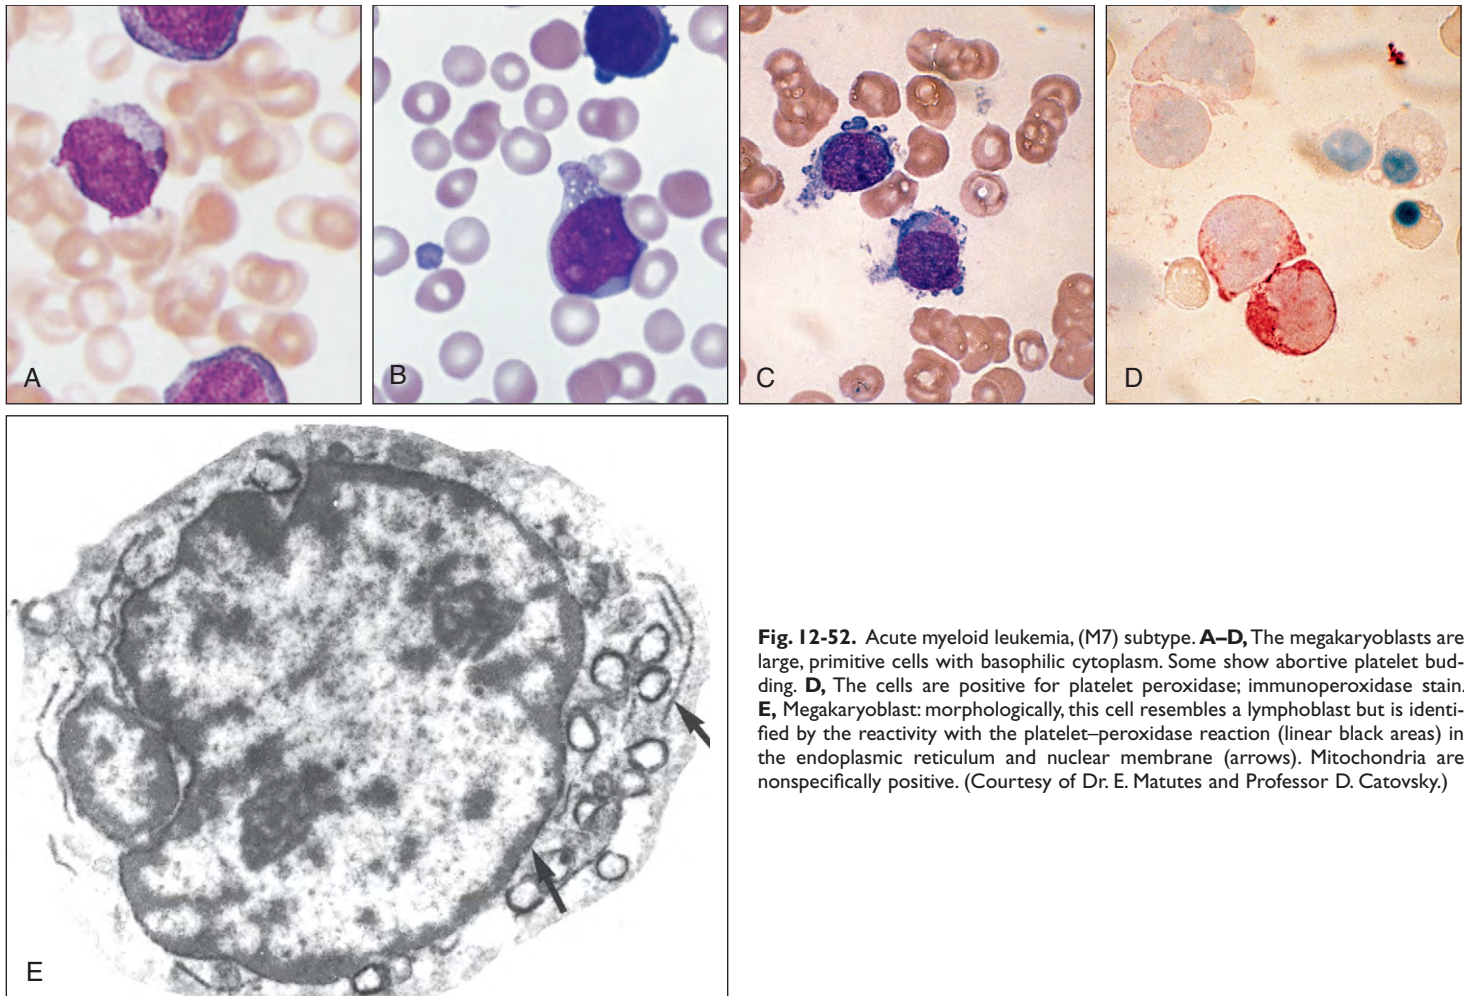 A
B
C
D
E
Fig. 12-52. Acute myeloid leukemia, (M7) subtype. A–D, The megakaryoblasts are
large, primitive cells with basophilic cytoplasm. Some show abortive platelet bud-
ding. D, The cells are positive for platelet peroxidase; immunoperoxidase stain.
E, Megakaryoblast: morphologically, this cell resembles a lymphoblast but is identi-
fied by the reactivity with the platelet–peroxidase reaction (linear black areas) in
the endoplasmic reticulum and nuclear membrane (arrows). Mitochondria are
nonspecifically positive. (Courtesy of Dr. E. Matutes and Professor D. Catovsky.)